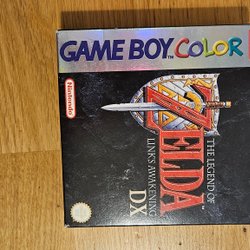 GAME BOY COLOR
Nintendo
THE LEGEND OF
ZELDA
LINK'S AWAKENING
DX